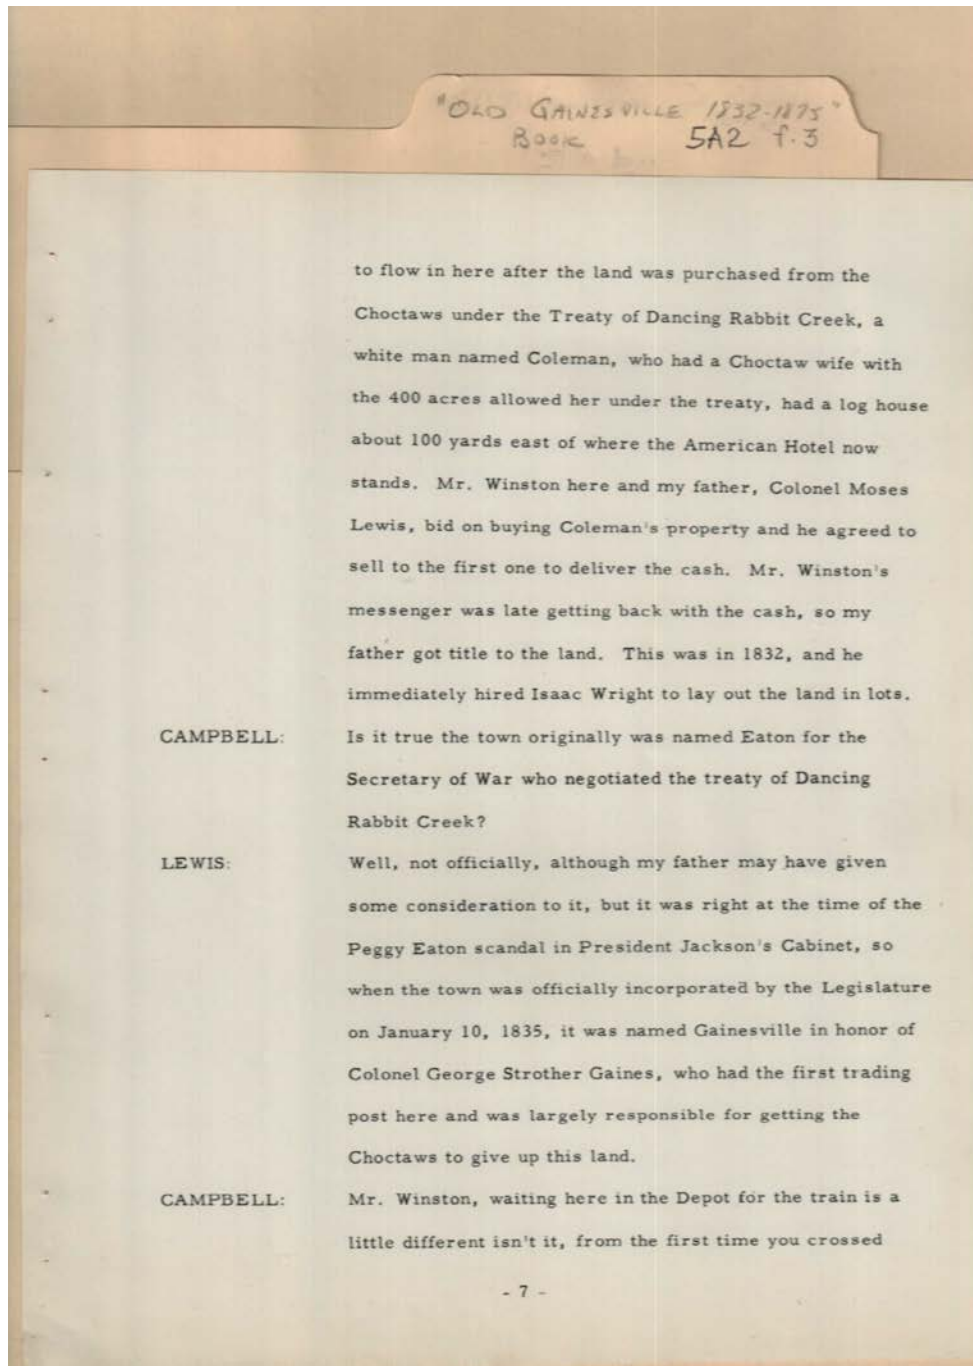 "OLD GAINESVILLE 1832-1875"
BOOK 5A2 f.3
to flow in here after the land was purchased from the
Choctaws under the Treaty of Dancing Rabbit Creek, a
white man named Coleman, who had a Choctaw wife with
the 400 acres allowed her under the treaty, had a log house
about 100 yards east of where the American Hotel now
stands. Mr. Winston here and my father, Colonel Moses
Lewis, bid on buying Coleman's property and he agreed to
sell to the first one to deliver the cash. Mr. Winston's
messenger was late getting back with the cash, so my
father got title to the land. This was in 1832, and he
immediately hired Isaac Wright to lay out the land in lots.
CAMPBELL: Is it true the town originally was named Eaton for the
Secretary of War who negotiated the treaty of Dancing
Rabbit Creek?
LEWIS: Well, not officially, although my father may have given
some consideration to it, but it was right at the time of the
Peggy Eaton scandal in President Jackson's Cabinet, so
when the town was officially incorporated by the Legislature
on January 10, 1835, it was named Gainesville in honor of
Colonel George Strother Gaines, who had the first trading
post here and was largely responsible for getting the
Choctaws to give up this land.
CAMPBELL: Mr. Winston, waiting here in the Depot for the train is a
little different isn't it, from the first time you crossed
- 7 -